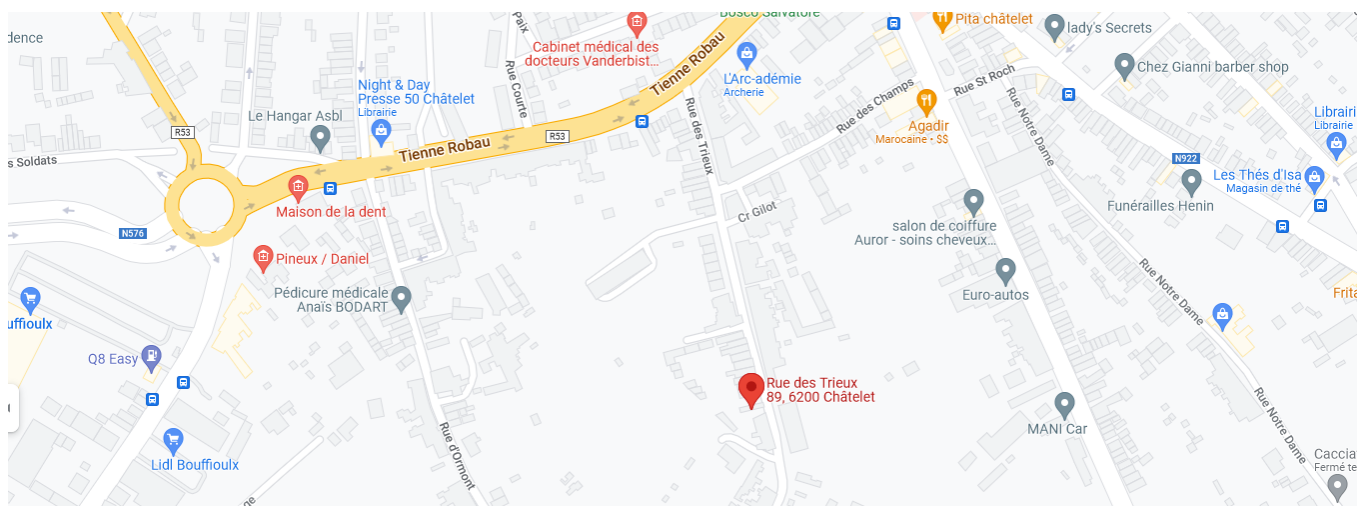 Bosco Salvatore
Pita châtelet
lady's Secrets
dence
Cabinet médical des
docteurs Vanderbist...
Paix
Tienne Robau
L'Arc-adémie
Archerie
Chez Gianni barber shop
Rue St Roch
Night & Day
Presse 50 Châtelet
Librairie
Rue Courte
Rue des Trieux
Rue des Champs
Agadir
Marocaine • $$
Rue Notre Dame
Le Hangar Asbl
R53
Tienne Robau
R53
Librairi
Librairie
s Soldats
N922
Les Thés d'Isa
Magasin de thé
Maison de la dent
Cr Gilot
Funérailles Henin
N576
salon de coiffure
Auror - soins cheveux...
Pineux / Daniel
Pédicure médicale
Anaïs BODART
Euro-autos
Rue Notre Dame
Frita
uffioulx
Q8 Easy
Rue des Trieux
89, 6200 Châtelet
MANI Car
Rue Notre Dame
Rue d'Ormont
Lidl Bouffioulx
Cacciat
Fermé te
ne